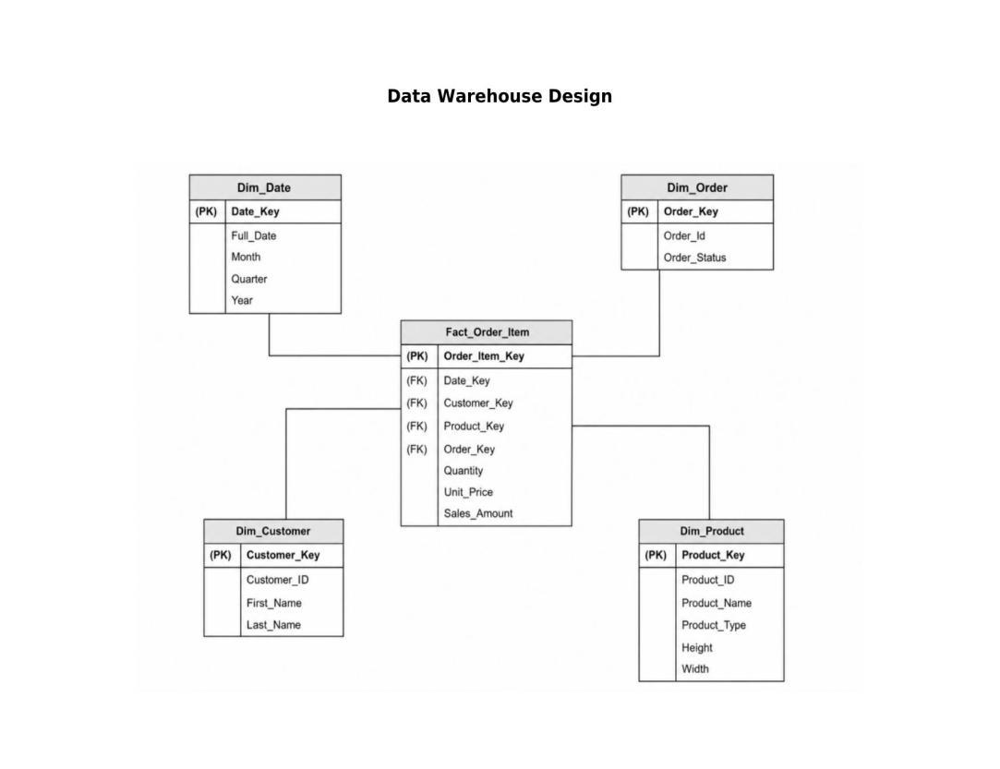 Data Warehouse Design
Dim_Date
(PK) Date_Key
Full_Date
Month
Quarter
Year
Dim_Order
(PK) Order_Key
Order_Id
Order_Status
Fact_Order_Item
(PK) Order_Item_Key
(FK) Date_Key
(FK) Customer_Key
(FK) Product_Key
(FK) Order_Key
Quantity
Unit_Price
Sales_Amount
Dim_Customer
(PK) Customer_Key
Customer_ID
First_Name
Last_Name
Dim_Product
(PK) Product_Key
Product_ID
Product_Name
Product_Type
Height
Width